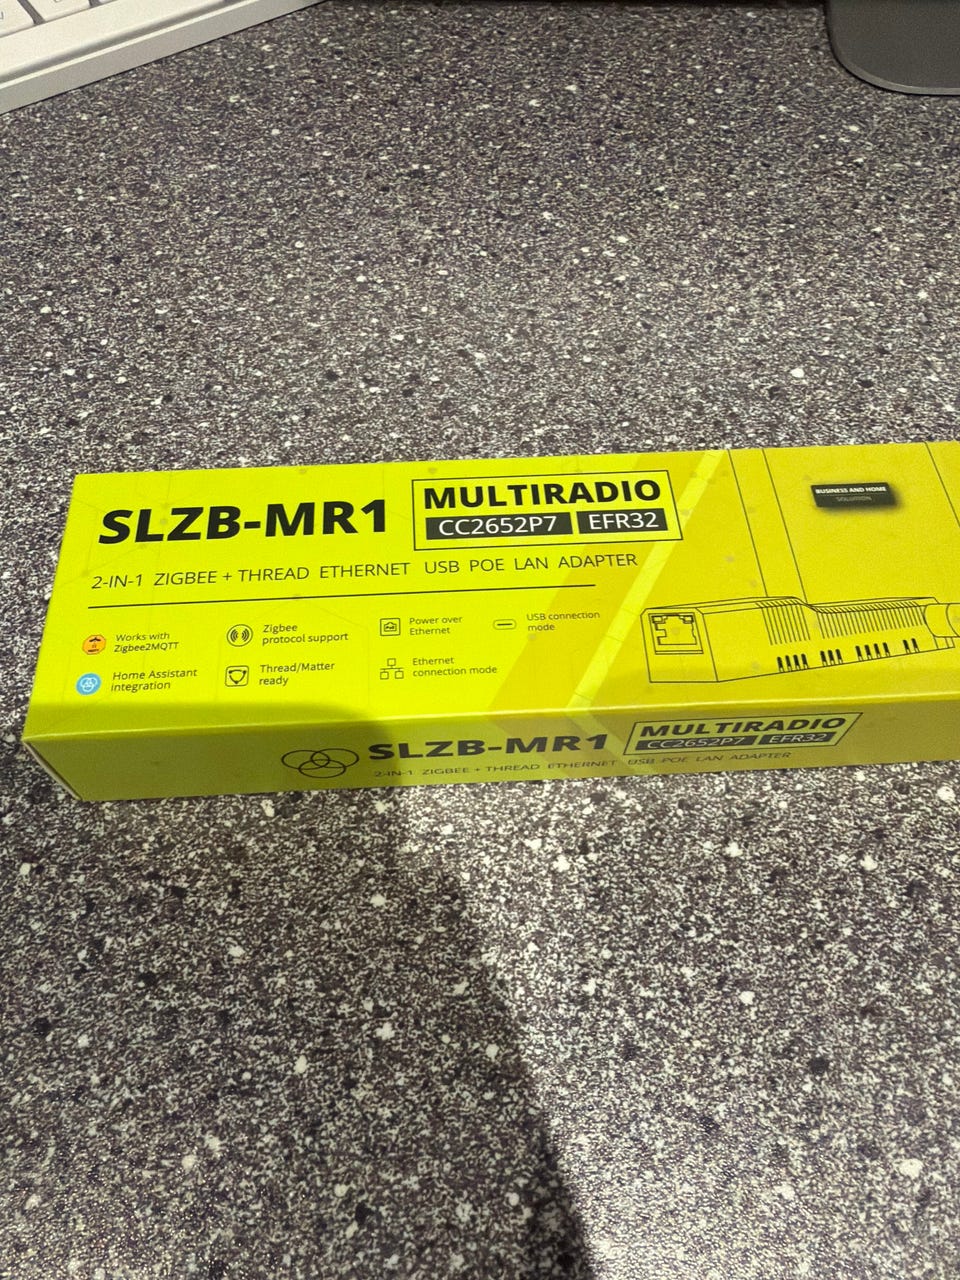 SLZB-MR1
MULTIRADIO
CC2652P7 EFR32
2-IN-1 ZIGBEE + THREAD ETHERNET USB POE LAN ADAPTER
BUSINESS AND HOME
SOLUTION
Works with
Zigbee2MQTT
Zigbee
protocol support
Power over
Ethernet
USB connection
mode
Home Assistant
integration
Thread/Matter
ready
Ethernet
connection mode
SLZB-MR1
MULTIRADIO
CC2652P7 EFR32
2-IN-1 ZIGBEE + THREAD ETHERNET USB POE LAN ADAPTER